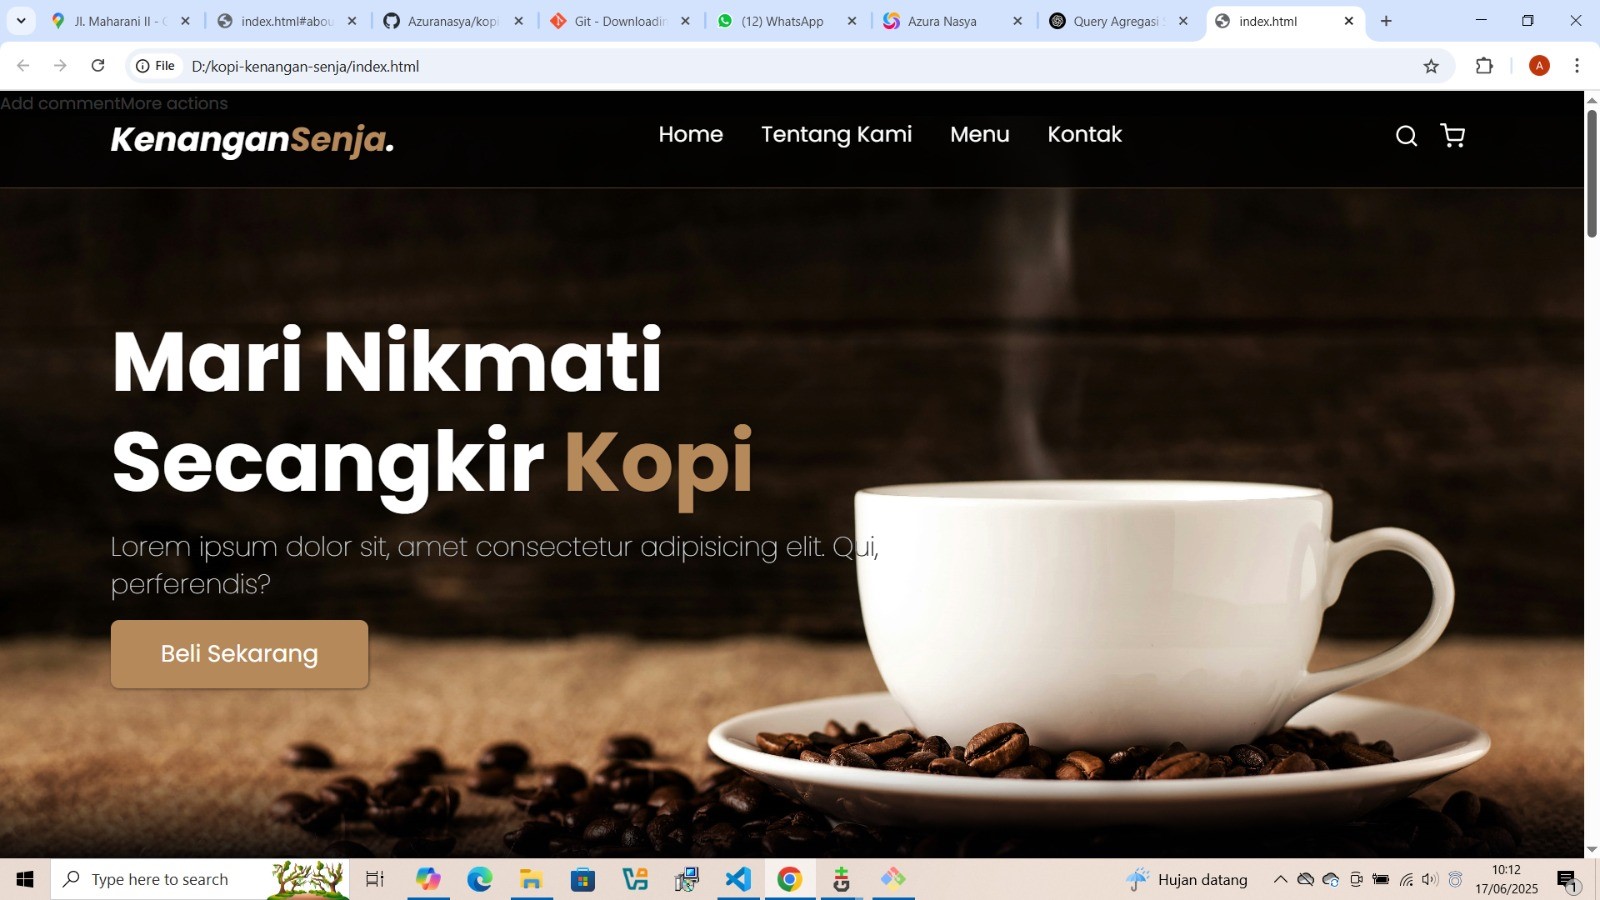 Jl. Maharani II - G
index.html#abou
Azuranasya/kopi
Git - Downloadin
(12) WhatsApp
Azura Nasya
Query Agregasi S
index.html
File
D:/kopi-kenangan-senja/index.html
A
Add commentMore actions
KenanganSenja.
Home
Tentang Kami
Menu
Kontak
Mari Nikmati
Secangkir Kopi
Lorem ipsum dolor sit, amet consectetur adipisicing elit. Qui,
perferendis?
Beli Sekarang
Type here to search
Hujan datang
10:12
17/06/2025
1